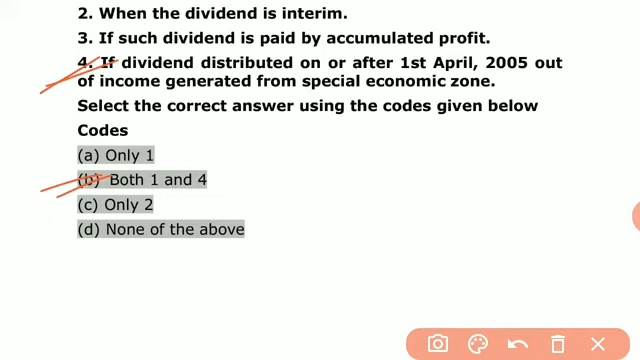 2. When the dividend is interim.
3. If such dividend is paid by accumulated profit.
4. If dividend distributed on or after 1st April, 2005 out
of income generated from special economic zone.
Select the correct answer using the codes given below
Codes
(a) Only 1
(b) Both 1 and 4
(c) Only 2
(d) None of the above